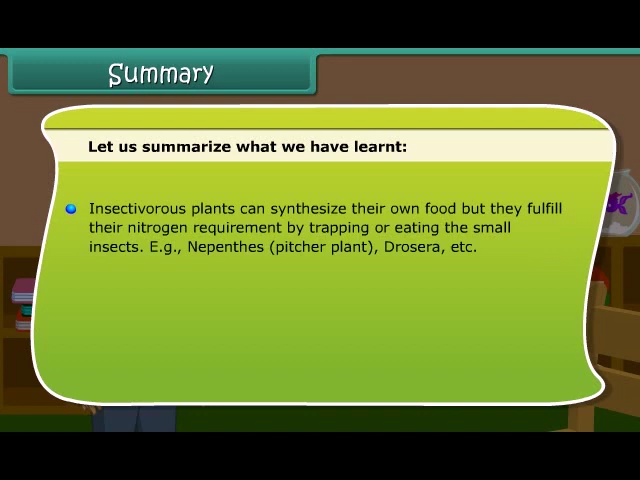 Summary
Let us summarize what we have learnt:
Insectivorous plants can synthesize their own food but they fulfill
their nitrogen requirement by trapping or eating the small
insects. E.g., Nepenthes (pitcher plant), Drosera, etc.